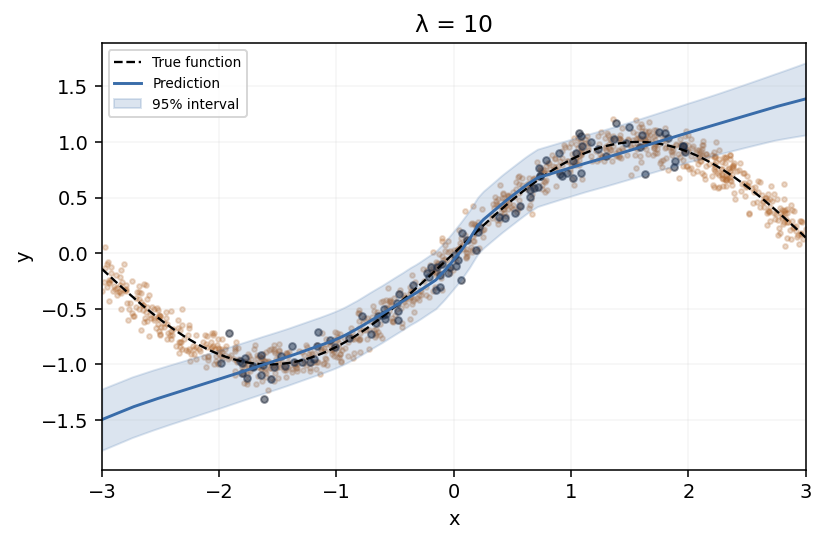 λ = 10
True function
Prediction
95% interval
y
1.5
1.0
0.5
0.0
−0.5
−1.0
−1.5
−3 −2 −1 0 1 2 3
x